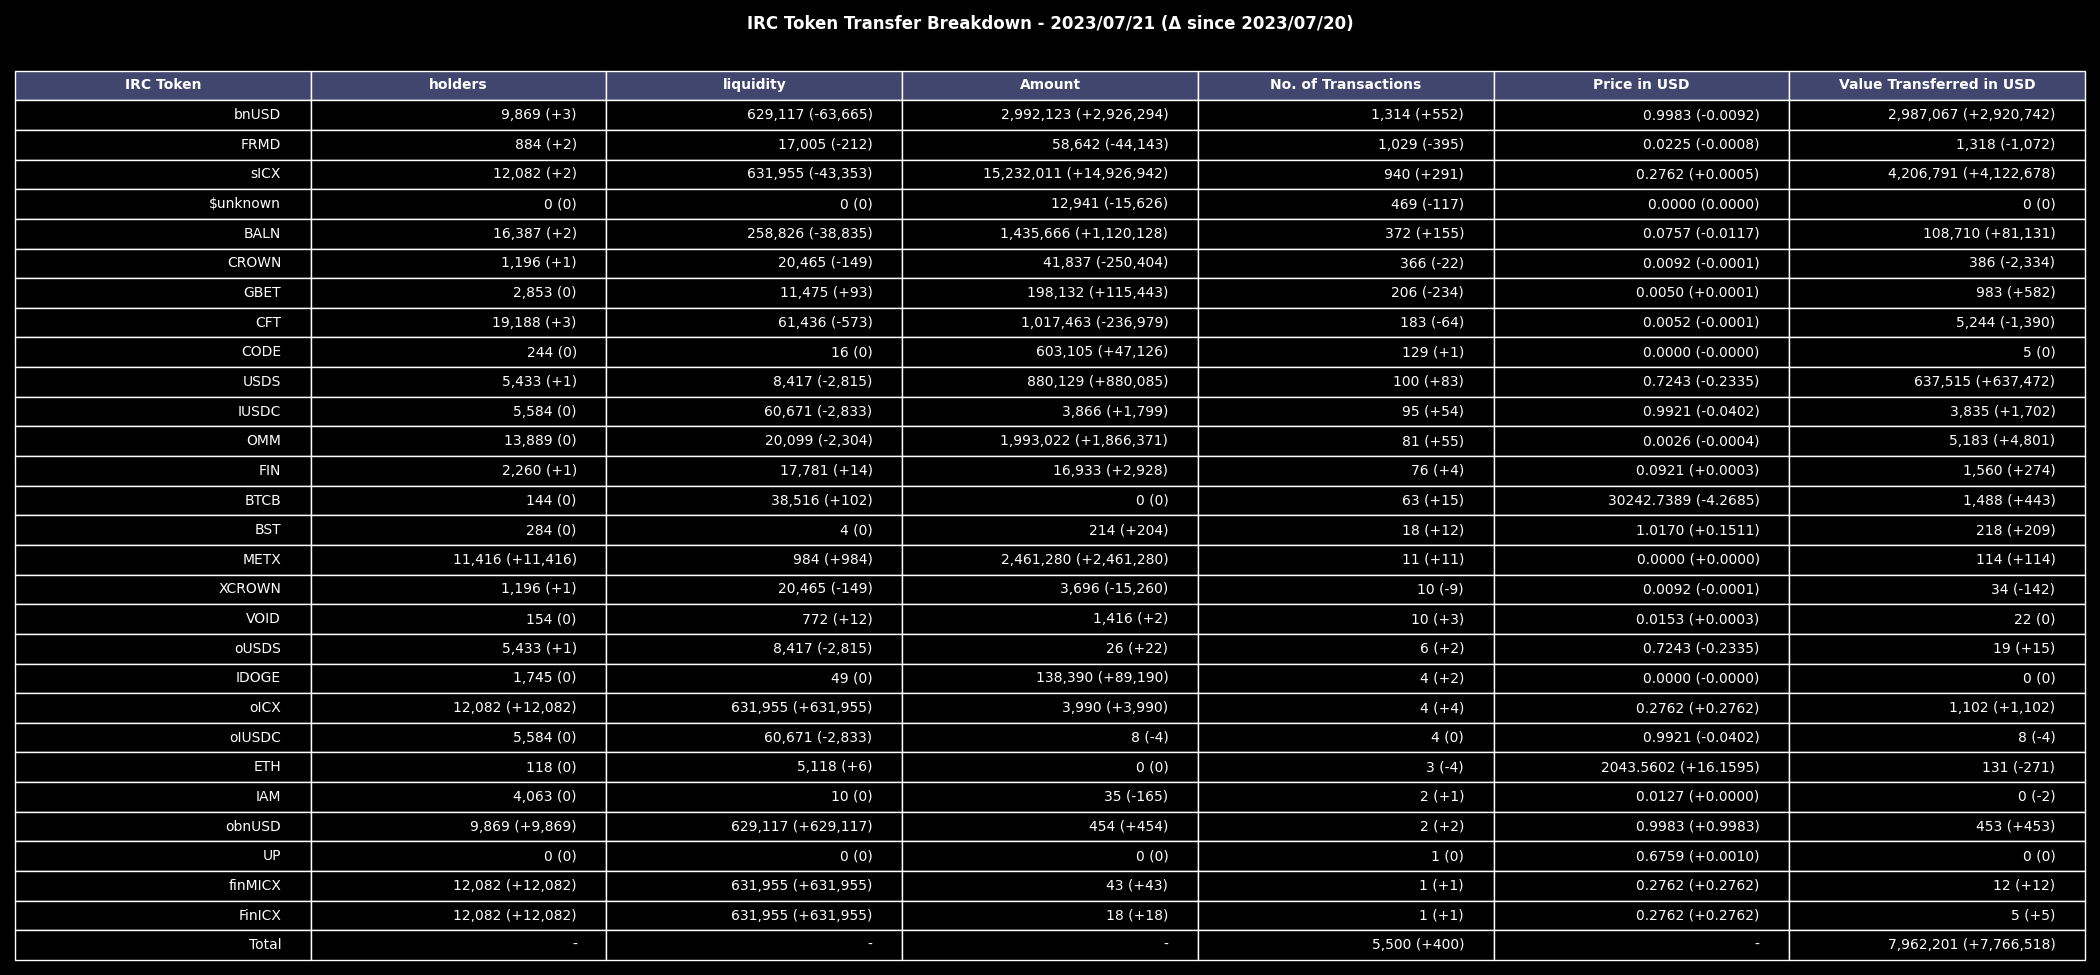 IRC Token Transfer Breakdown - 2023/07/21 (Δ since 2023/07/20)
IRC Token holders liquidity Amount No. of Transactions Price in USD Value Transferred in USD
bnUSD 9,869 (+3) 629,117 (-63,665) 2,992,123 (+2,926,294) 1,314 (+552) 0.9983 (-0.0092) 2,987,067 (+2,920,742)
FRMD 884 (+2) 17,005 (-212) 58,642 (-44,143) 1,029 (-395) 0.0225 (-0.0008) 1,318 (-1,072)
sICX 12,082 (+2) 631,955 (-43,353) 15,232,011 (+14,926,942) 940 (+291) 0.2762 (+0.0005) 4,206,791 (+4,122,678)
$unknown 0 (0) 0 (0) 12,941 (-15,626) 469 (-117) 0.0000 (0.0000) 0 (0)
BALN 16,387 (+2) 258,826 (-38,835) 1,435,666 (+1,120,128) 372 (+155) 0.0757 (-0.0117) 108,710 (+81,131)
CROWN 1,196 (+1) 20,465 (-149) 41,837 (-250,404) 366 (-22) 0.0092 (-0.0001) 386 (-2,334)
GBET 2,853 (0) 11,475 (+93) 198,132 (+115,443) 206 (-234) 0.0050 (+0.0001) 983 (+582)
CFT 19,188 (+3) 61,436 (-573) 1,017,463 (-236,979) 183 (-64) 0.0052 (-0.0001) 5,244 (-1,390)
CODE 244 (0) 16 (0) 603,105 (+47,126) 129 (+1) 0.0000 (-0.0000) 5 (0)
USDS 5,433 (+1) 8,417 (-2,815) 880,129 (+880,085) 100 (+83) 0.7243 (-0.2335) 637,515 (+637,472)
IUSDC 5,584 (0) 60,671 (-2,833) 3,866 (+1,799) 95 (+54) 0.9921 (-0.0402) 3,835 (+1,702)
OMM 13,889 (0) 20,099 (-2,304) 1,993,022 (+1,866,371) 81 (+55) 0.0026 (-0.0004) 5,183 (+4,801)
FIN 2,260 (+1) 17,781 (+14) 16,933 (+2,928) 76 (+4) 0.0921 (+0.0003) 1,560 (+274)
BTCB 144 (0) 38,516 (+102) 0 (0) 63 (+15) 30242.7389 (-4.2685) 1,488 (+443)
BST 284 (0) 4 (0) 214 (+204) 18 (+12) 1.0170 (+0.1511) 218 (+209)
METX 11,416 (+11,416) 984 (+984) 2,461,280 (+2,461,280) 11 (+11) 0.0000 (+0.0000) 114 (+114)
XCROWN 1,196 (+1) 20,465 (-149) 3,696 (-15,260) 10 (-9) 0.0092 (-0.0001) 34 (-142)
VOID 154 (0) 772 (+12) 1,416 (+2) 10 (+3) 0.0153 (+0.0003) 22 (0)
oUSDS 5,433 (+1) 8,417 (-2,815) 26 (+22) 6 (+2) 0.7243 (-0.2335) 19 (+15)
IDOGE 1,745 (0) 49 (0) 138,390 (+89,190) 4 (+2) 0.0000 (-0.0000) 0 (0)
oICX 12,082 (+12,082) 631,955 (+631,955) 3,990 (+3,990) 4 (+4) 0.2762 (+0.2762) 1,102 (+1,102)
oIUSDC 5,584 (0) 60,671 (-2,833) 8 (-4) 4 (0) 0.9921 (-0.0402) 8 (-4)
ETH 118 (0) 5,118 (+6) 0 (0) 3 (-4) 2043.5602 (+16.1595) 131 (-271)
IAM 4,063 (0) 10 (0) 35 (-165) 2 (+1) 0.0127 (+0.0000) 0 (-2)
obnUSD 9,869 (+9,869) 629,117 (+629,117) 454 (+454) 2 (+2) 0.9983 (+0.9983) 453 (+453)
UP 0 (0) 0 (0) 0 (0) 1 (0) 0.6759 (+0.0010) 0 (0)
finMICX 12,082 (+12,082) 631,955 (+631,955) 43 (+43) 1 (+1) 0.2762 (+0.2762) 12 (+12)
FinICX 12,082 (+12,082) 631,955 (+631,955) 18 (+18) 1 (+1) 0.2762 (+0.2762) 5 (+5)
Total - - - 5,500 (+400) - 7,962,201 (+7,766,518)